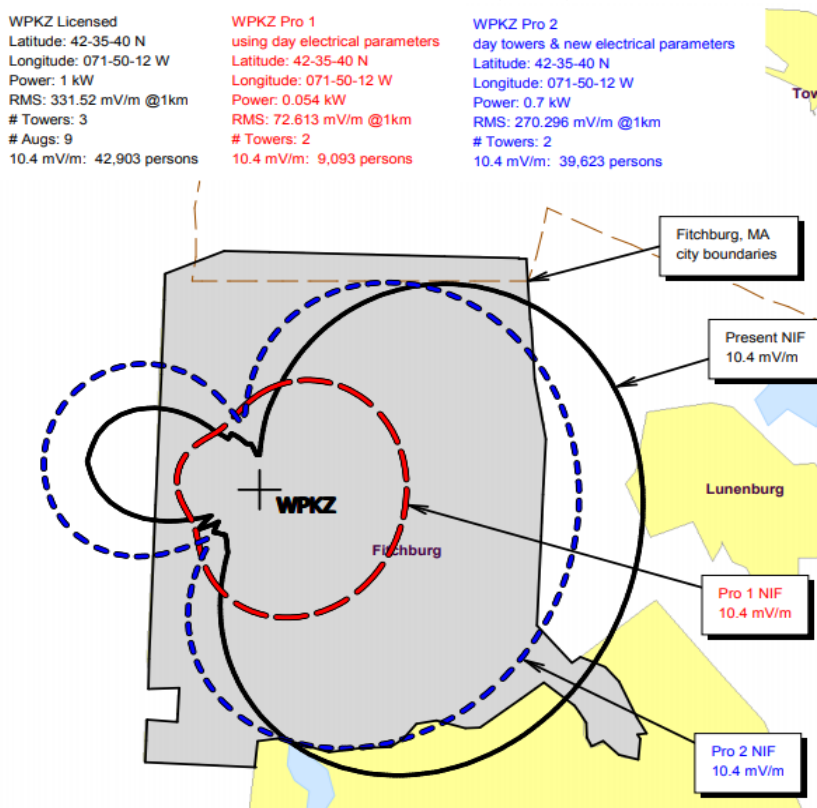 WPKZ Licensed
Latitude: 42-35-40 N
Longitude: 071-50-12 W
Power: 1 kW
RMS: 331.52 mV/m @1km
# Towers: 3
# Augs: 9
10.4 mV/m: 42,903 persons
WPKZ Pro 1
using day electrical parameters
Latitude: 42-35-40 N
Longitude: 071-50-12 W
Power: 0.054 kW
RMS: 72.613 mV/m @1km
# Towers: 2
10.4 mV/m: 9,093 persons
WPKZ Pro 2
day towers & new electrical parameters
Latitude: 42-35-40 N
Longitude: 071-50-12 W
Power: 0.7 kW
RMS: 270.296 mV/m @1km
# Towers: 2
10.4 mV/m: 39,623 persons
Tow
Fitchburg, MA
city boundaries
Present NIF
10.4 mV/m
Lunenburg
WPKZ
Fitchburg
Pro 1 NIF
10.4 mV/m
Pro 2 NIF
10.4 mV/m